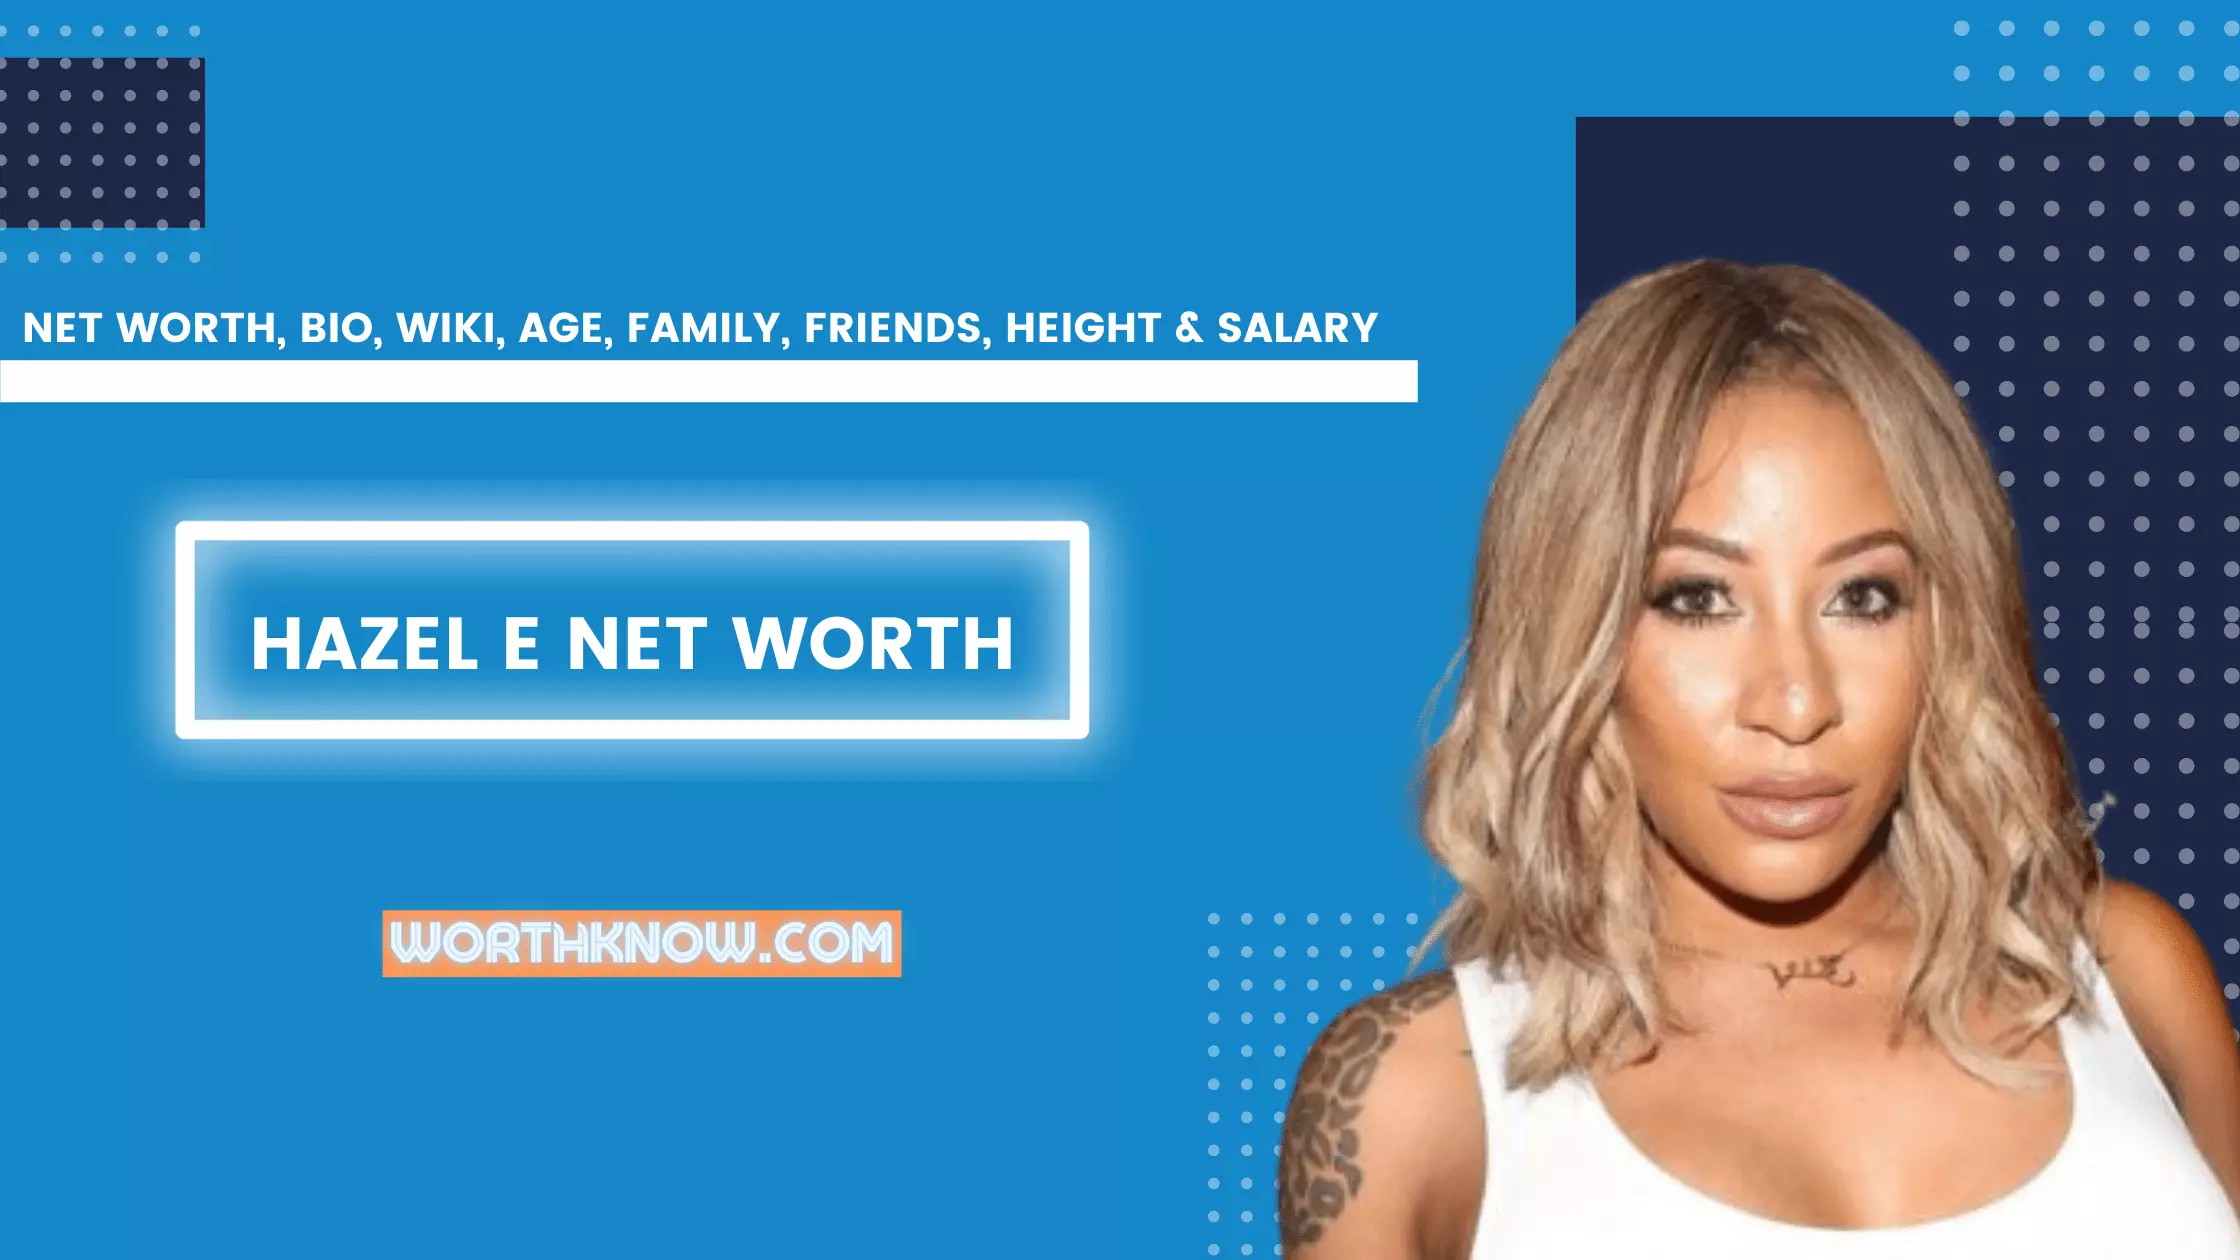 NET WORTH, BIO, WIKI, AGE, FAMILY, FRIENDS, HEIGHT & SALARY
HAZEL E NET WORTH
WORTHKNOW.COM